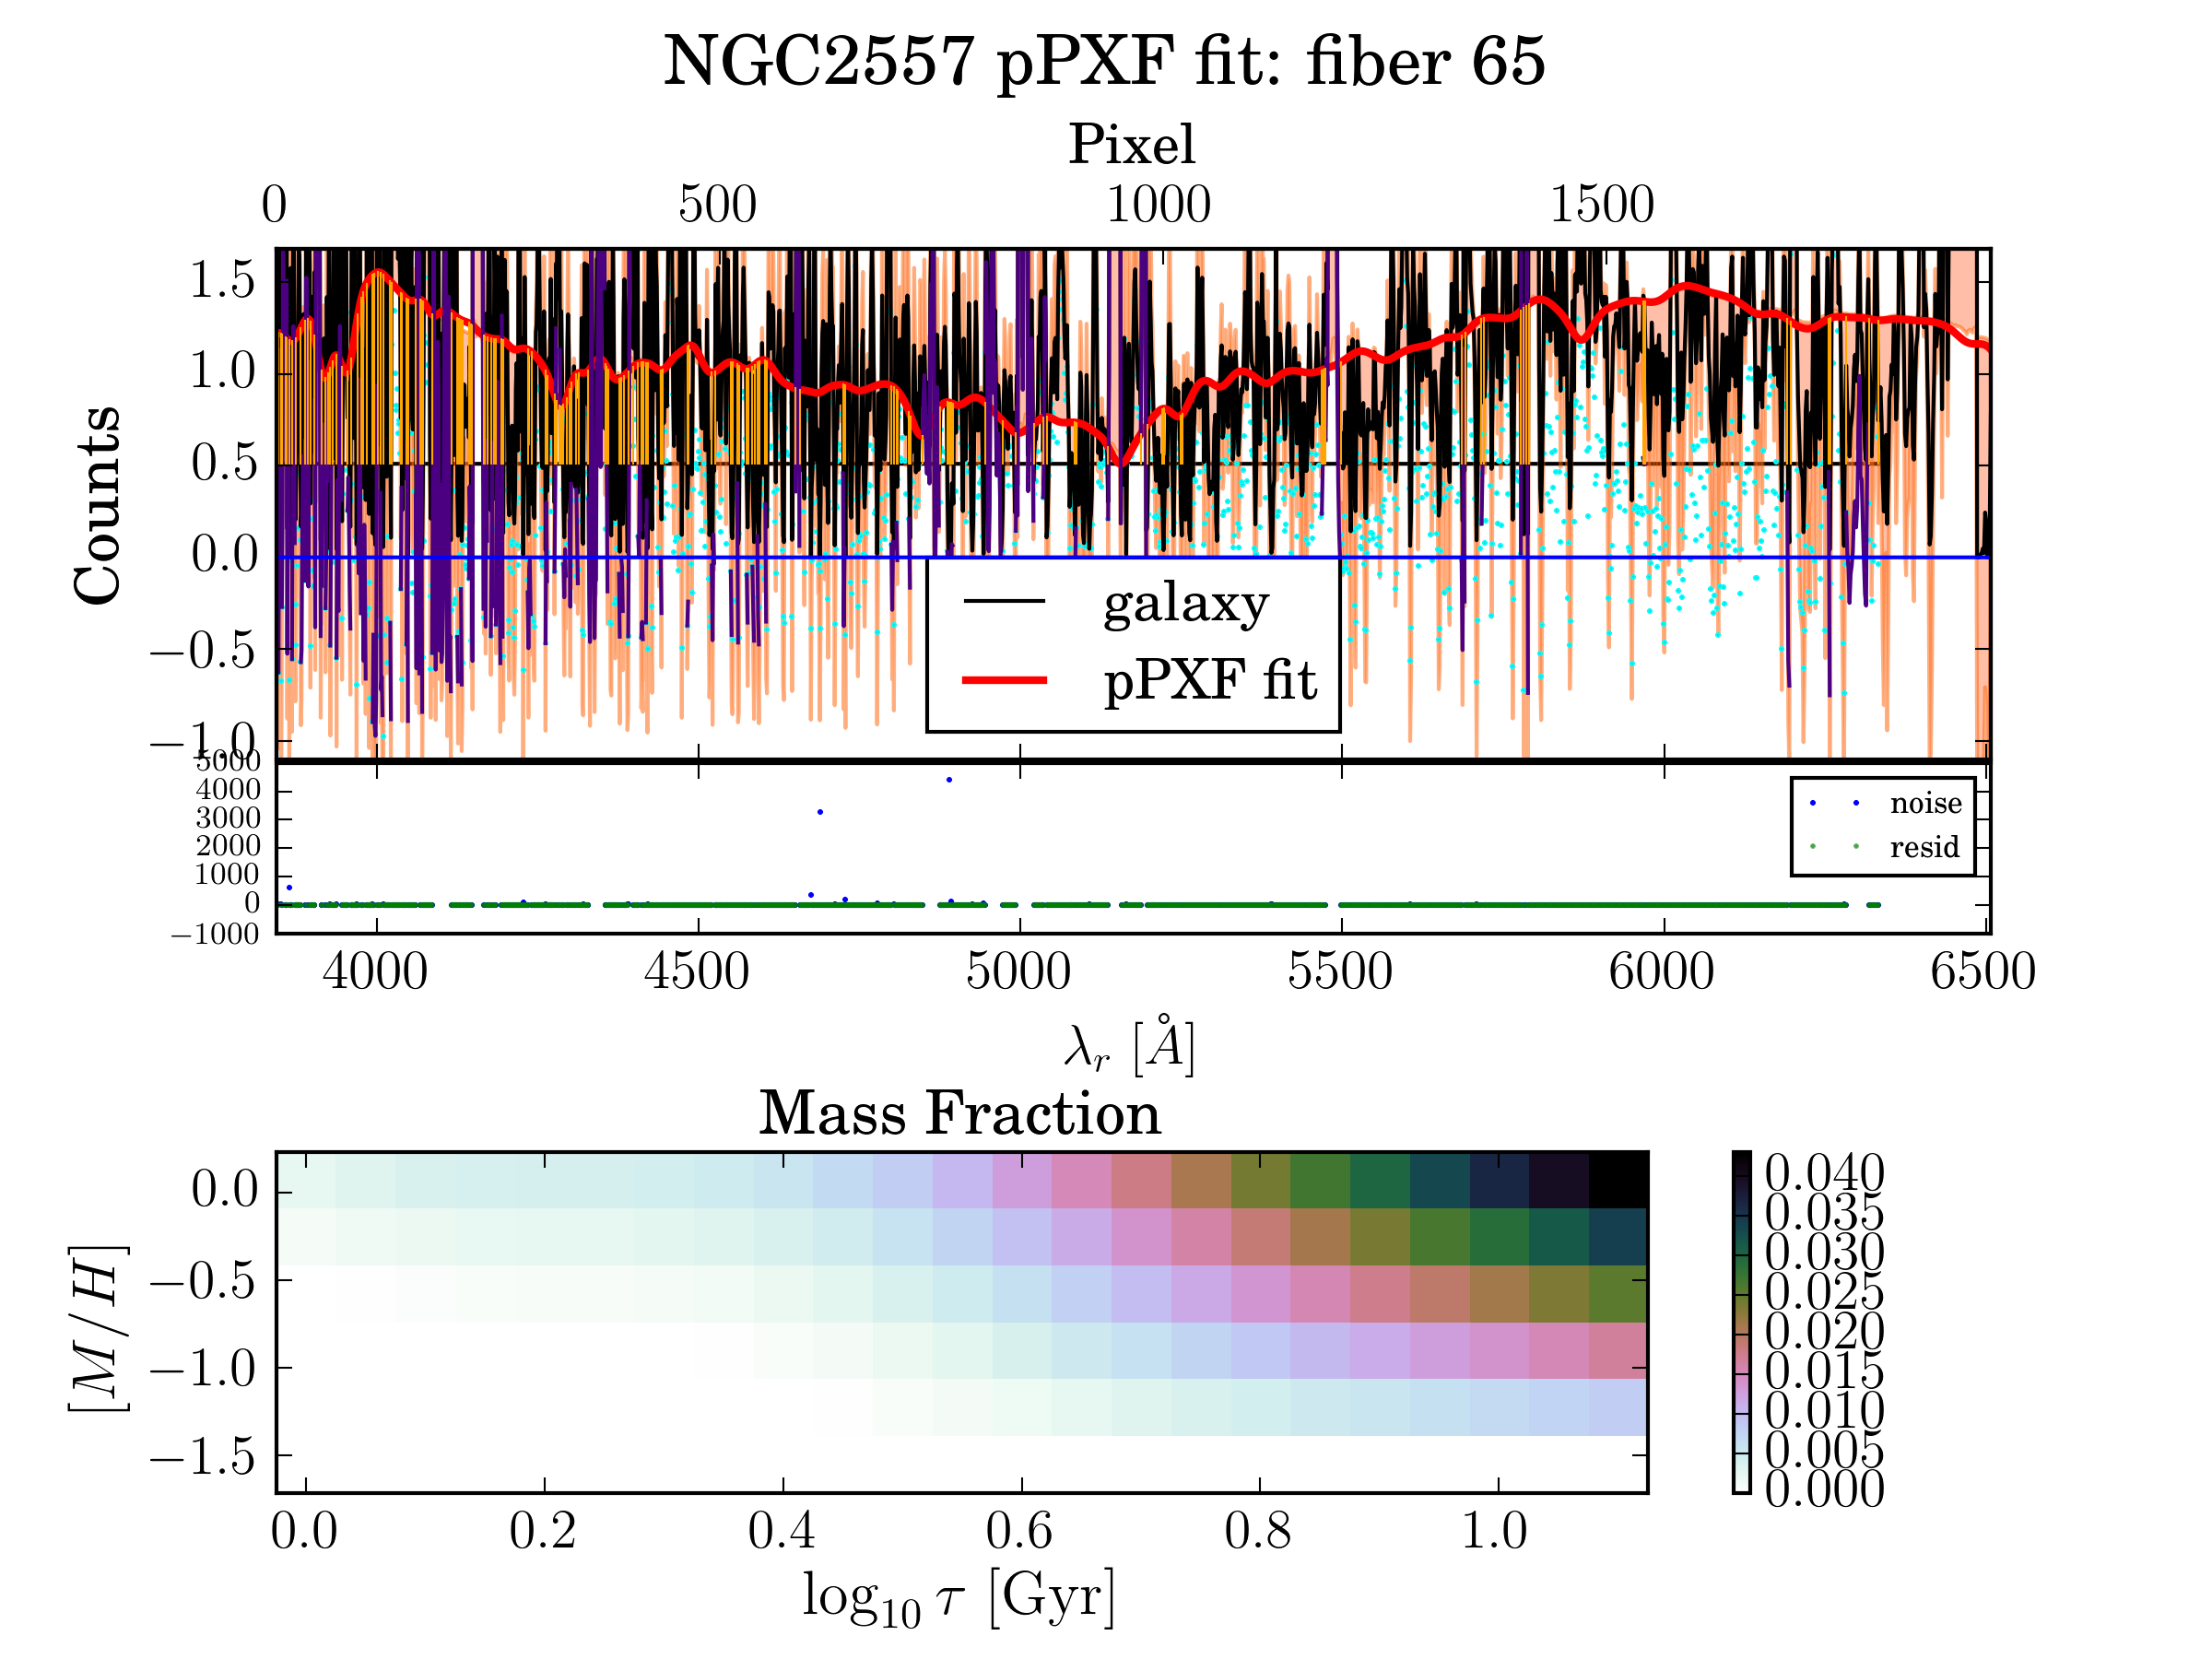 NGC2557 pPXF fit: fiber 65
Pixel
0 500 1000 1500
1.5
1.0
0.5
0.0
−0.5
−1.0
Counts
galaxy
pPXF fit
5000
4000
3000
2000
1000
0
−1000
noise
resid
4000 4500 5000 5500 6000 6500
λr [Å]
Mass Fraction
0.0
−0.5
−1.0
−1.5
[M/H]
0.040
0.035
0.030
0.025
0.020
0.015
0.010
0.005
0.000
0.0 0.2 0.4 0.6 0.8 1.0
log10 τ [Gyr]